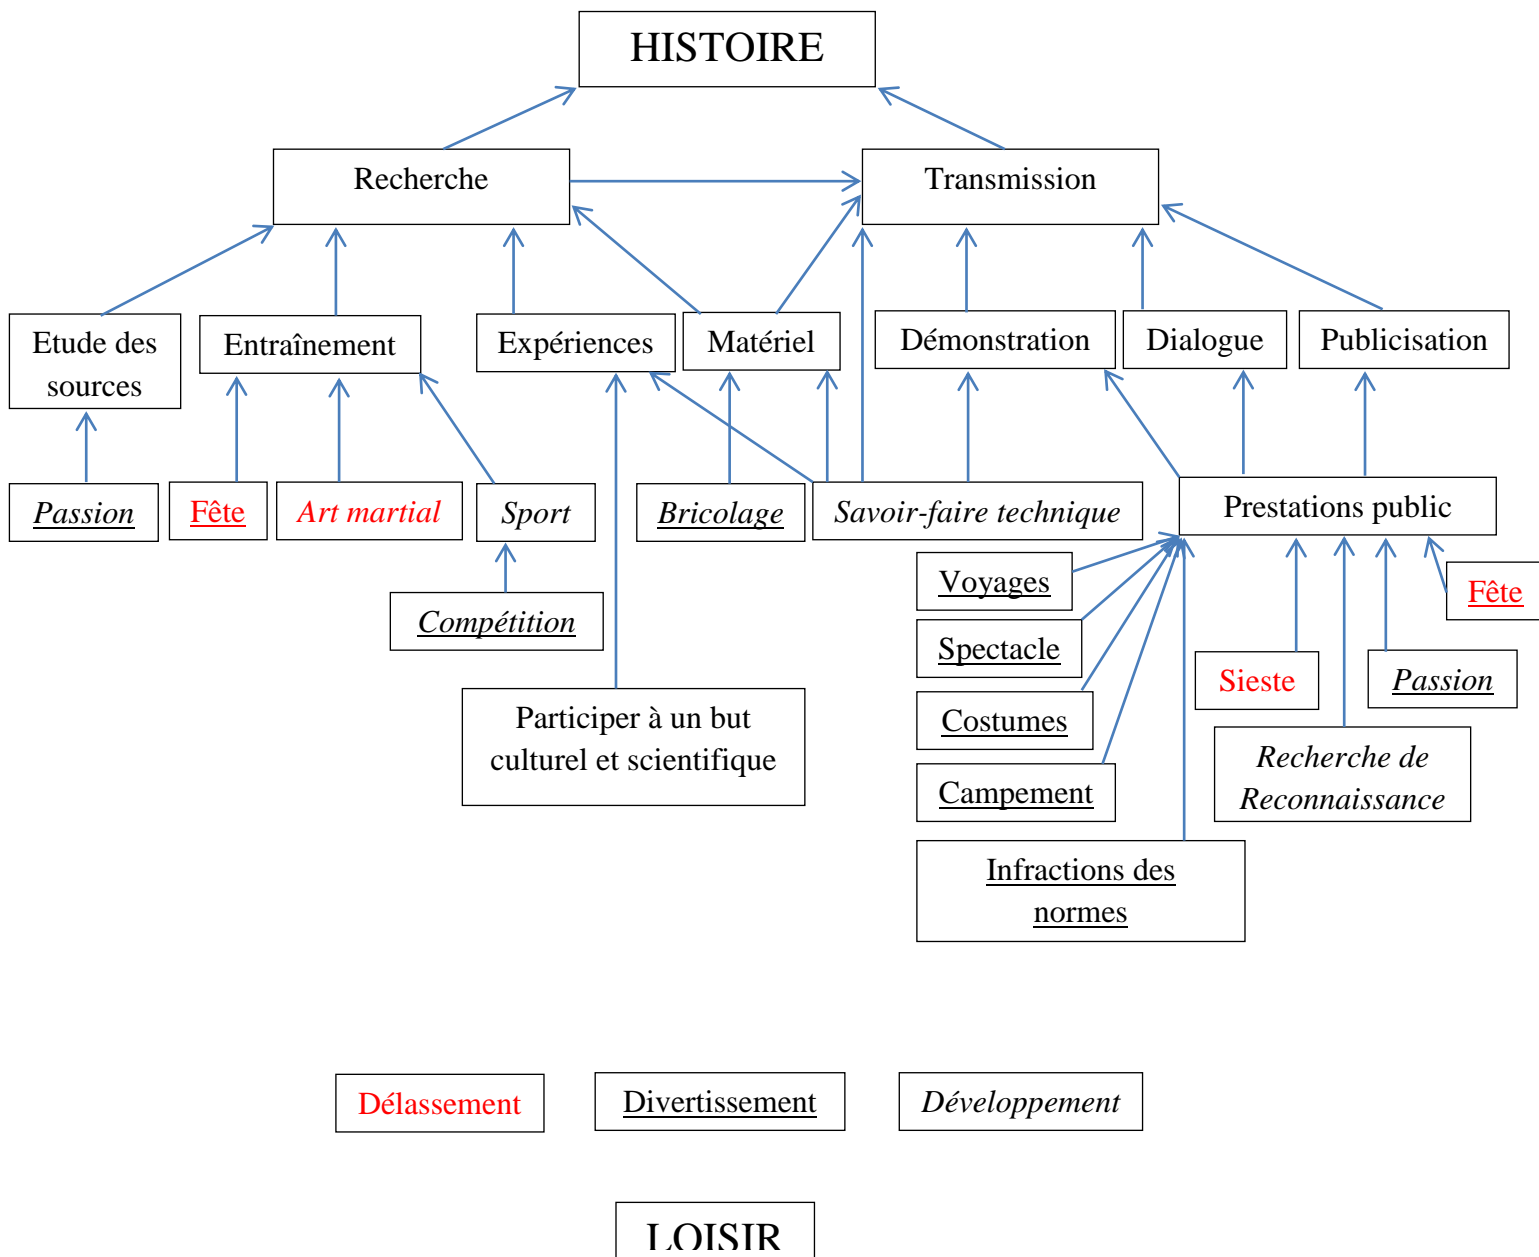 HISTOIRE
Recherche
Transmission
Etude des
sources
Entraînement
Expériences
Matériel
Démonstration
Dialogue
Publicisation
Passion
Fête
Art martial
Sport
Bricolage
Savoir-faire technique
Prestations public
Voyages
Fête
Compétition
Spectacle
Sieste
Passion
Participer à un but
culturel et scientifique
Costumes
Recherche de
Reconnaissance
Campement
Infractions des
normes
Délassement
Divertissement
Développement
LOISIR